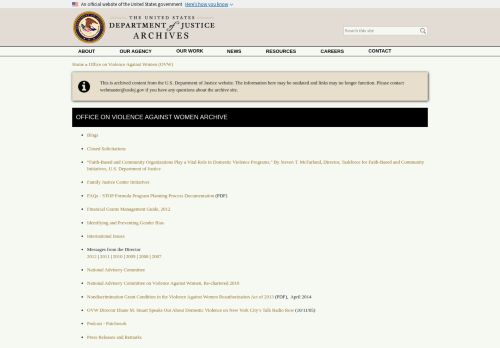 An official website of the United States government Here's how you know
THE UNITED STATES
DEPARTMENT of JUSTICE
ARCHIVES
Search this site
ABOUT OUR AGENCY OUR WORK NEWS RESOURCES CAREERS CONTACT
Home » Office on Violence Against Women (OVW)
This is archived content from the U.S. Department of Justice website. The information here may be outdated and links may no longer function. Please contact
webmaster@usdoj.gov if you have any questions about the archive site.
OFFICE ON VIOLENCE AGAINST WOMEN ARCHIVE
Blogs
Closed Solicitations
"Faith-Based and Community Organizations Play a Vital Role in Domestic Violence Programs," By Steven T. McFarland, Director, Taskforce for Faith-Based and Community
Initiatives, U.S. Department of Justice
Family Justice Center Initiatives
FAQs - STOP Formula Program Planning Process Documentation (PDF)
Financial Grants Management Guide, 2012
Identifying and Preventing Gender Bias
International Issues
Messages from the Director
2012 | 2011 | 2010 | 2009 | 2008 | 2007
National Advisory Committee
National Advisory Committee on Violence Against Women, Re-chartered 2010
Nondiscrimination Grant Condition in the Violence Against Women Reauthorization Act of 2013 (PDF), April 2014
OVW Director Diane M. Stuart Speaks Out About Domestic Violence on New York City's Talk Radio Host (10/11/05)
Podcast - Patchwork
Press Releases and Remarks